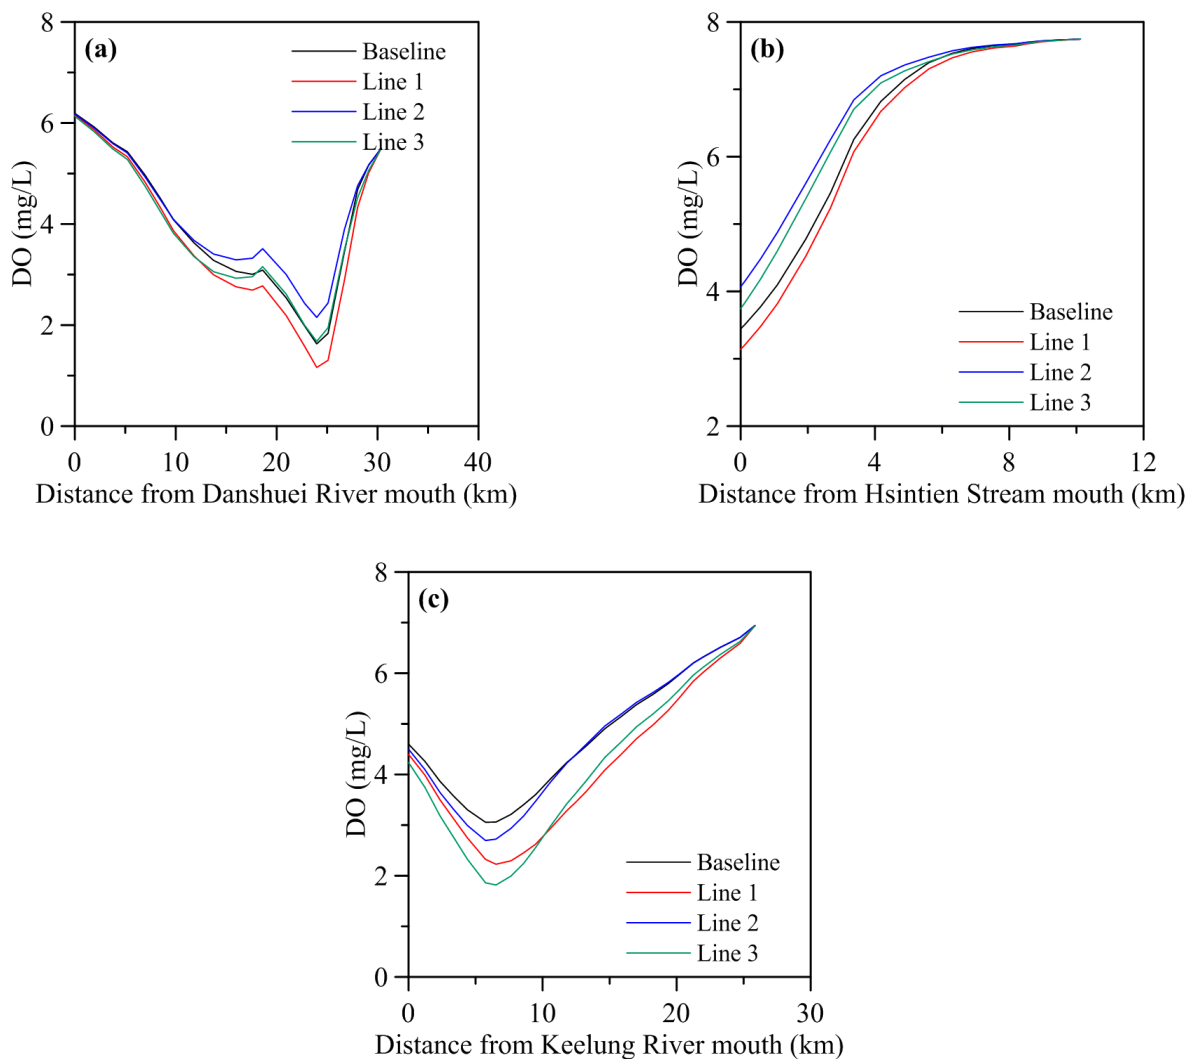 (a)
Baseline
Line 1
Line 2
Line 3
8
6
4
2
0
DO (mg/L)
0 10 20 30 40
Distance from Danshuei River mouth (km)
(b)
8
6
4
2
DO (mg/L)
Baseline
Line 1
Line 2
Line 3
0 4 8 12
Distance from Hsintien Stream mouth (km)
(c)
8
6
4
2
0
DO (mg/L)
Baseline
Line 1
Line 2
Line 3
0 10 20 30
Distance from Keelung River mouth (km)